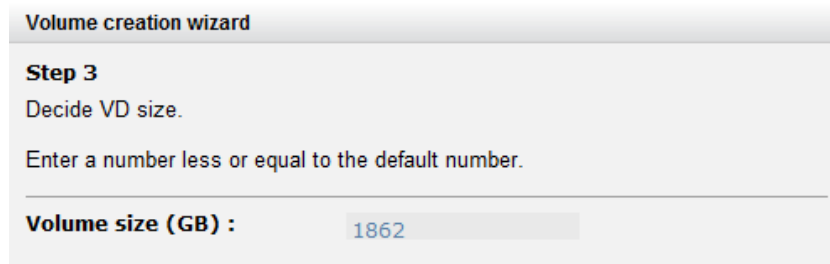 Volume creation wizard
Step 3
Decide VD size.
Enter a number less or equal to the default number.
Volume size (GB) : 1862